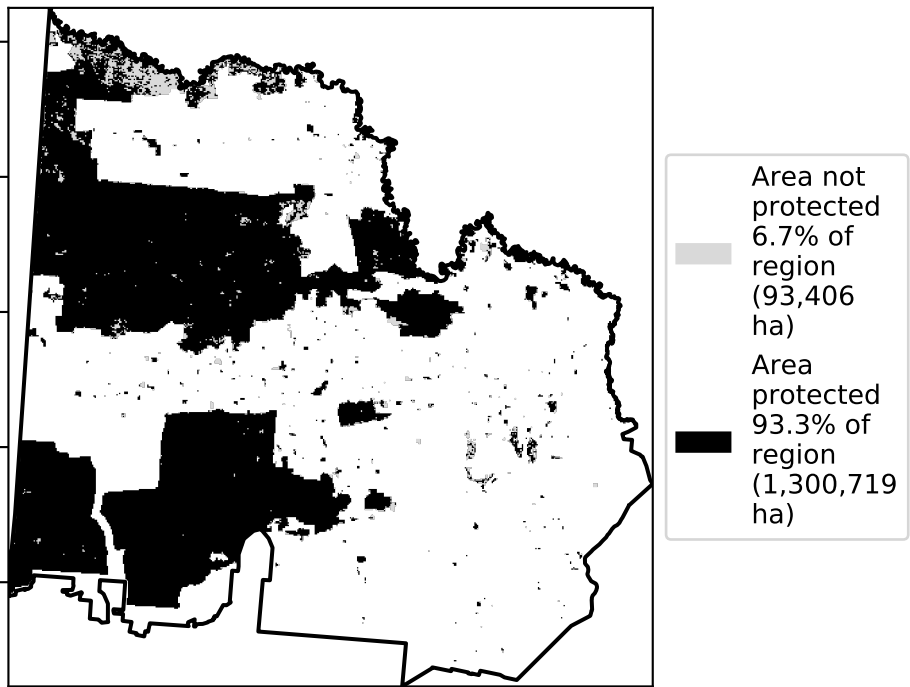 Area not
protected
6.7% of
region
(93,406
ha)
Area
protected
93.3% of
region
(1,300,719
ha)